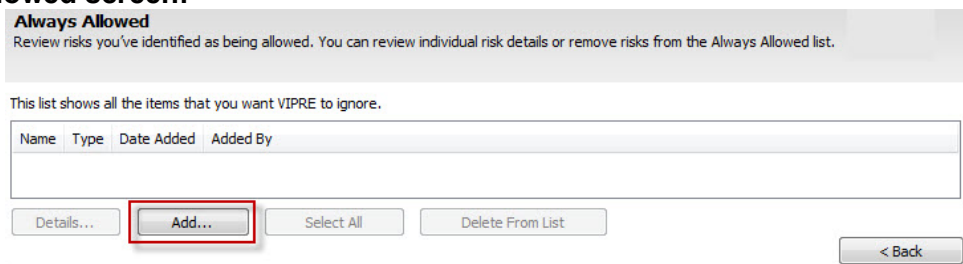 Always Allowed
Review risks you've identified as being allowed. You can review individual risk details or remove risks from the Always Allowed list.
This list shows all the items that you want VIPRE to ignore.
Name Type Date Added Added By
Details... Add... Select All Delete From List
< Back